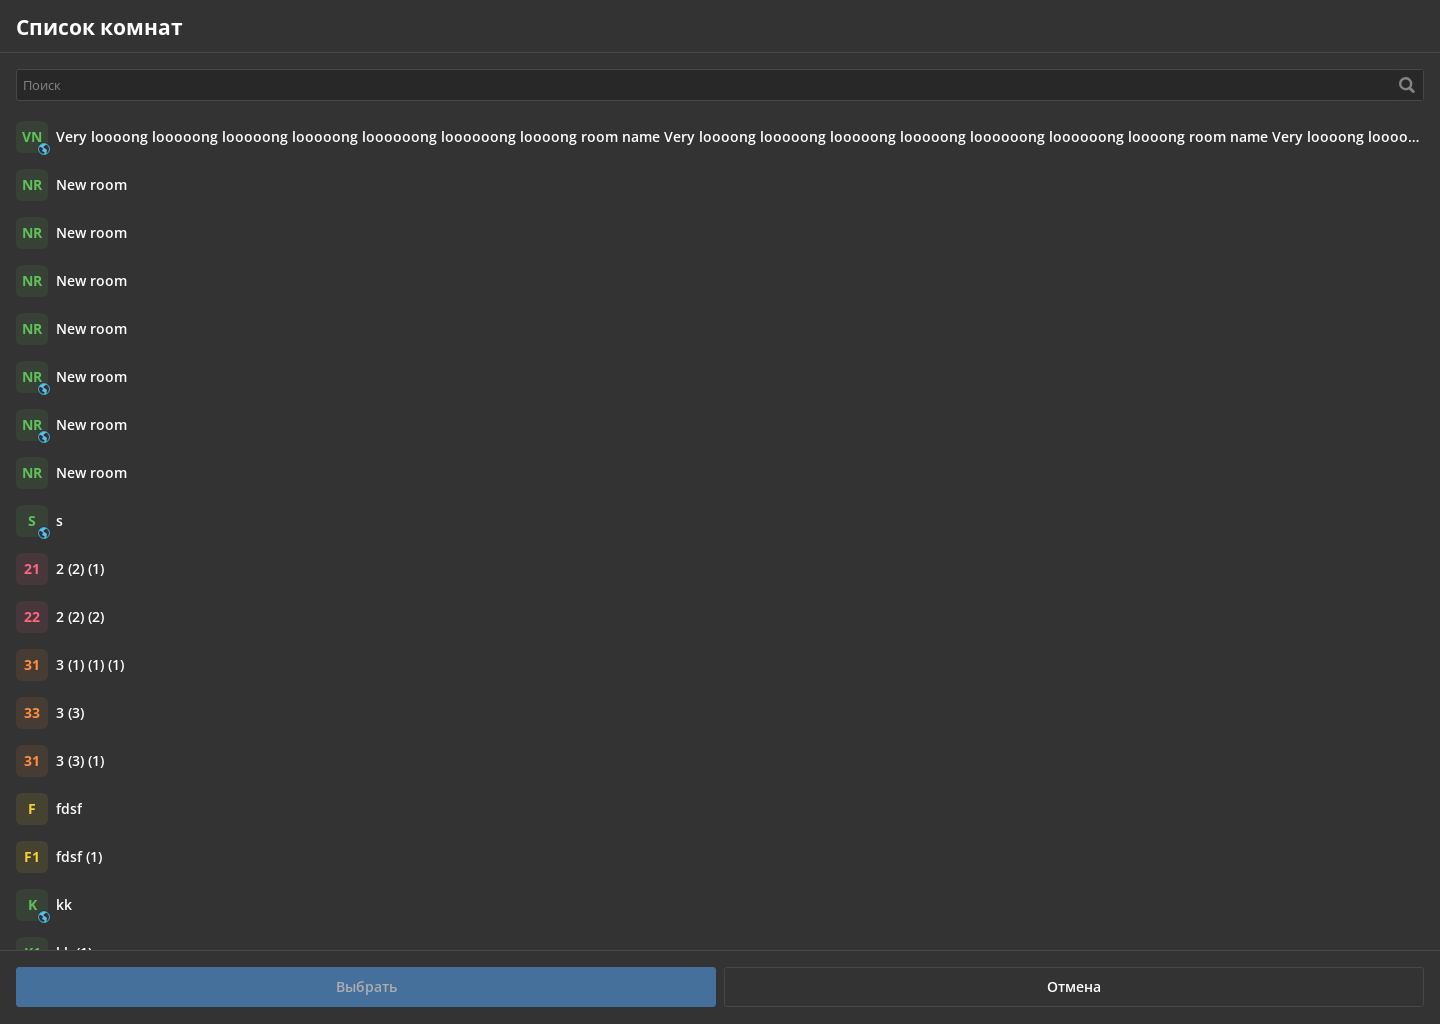 Список комнат
Поиск
VN Very loooong looooong looooong looooong loooooong loooooong loooong room name Very loooong looooong looooong looooong loooooong loooooong loooong room name Very loooong loooo...
NR New room
NR New room
NR New room
NR New room
NR New room
NR New room
NR New room
S s
21 2 (2) (1)
22 2 (2) (2)
31 3 (1) (1) (1)
33 3 (3)
31 3 (3) (1)
F fdsf
F1 fdsf (1)
K kk
K1 kk (1)
Выбрать Отмена